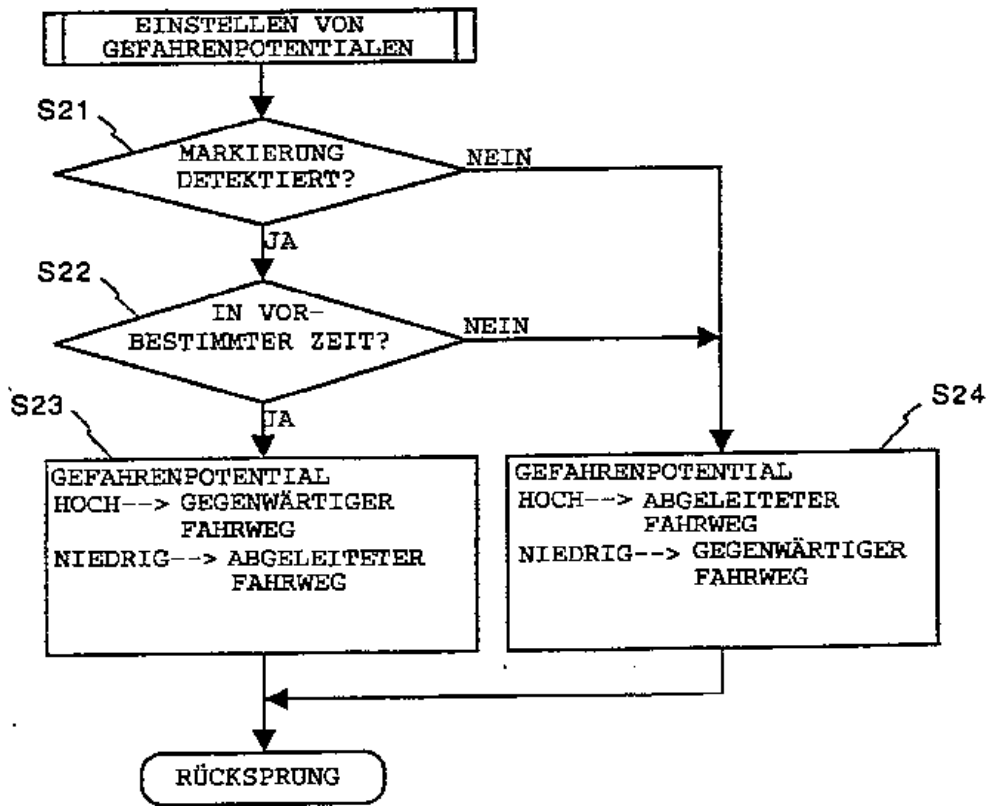 EINSTELLEN VON
GEFAHRENPOTENTIALEN
S21
MARKIERUNG
DETEKTIERT?
NEIN
JA
S22
IN VOR-
BESTIMMTER ZEIT?
NEIN
JA
S23
GEFAHRENPOTENTIAL
HOCH--> GEGENWÄRTIGER
FAHRWEG
NIEDRIG--> ABGELEITETER
FAHRWEG
S24
GEFAHRENPOTENTIAL
HOCH--> ABGELEITETER
FAHRWEG
NIEDRIG--> GEGENWÄRTIGER
FAHRWEG
RÜCKSPRUNG